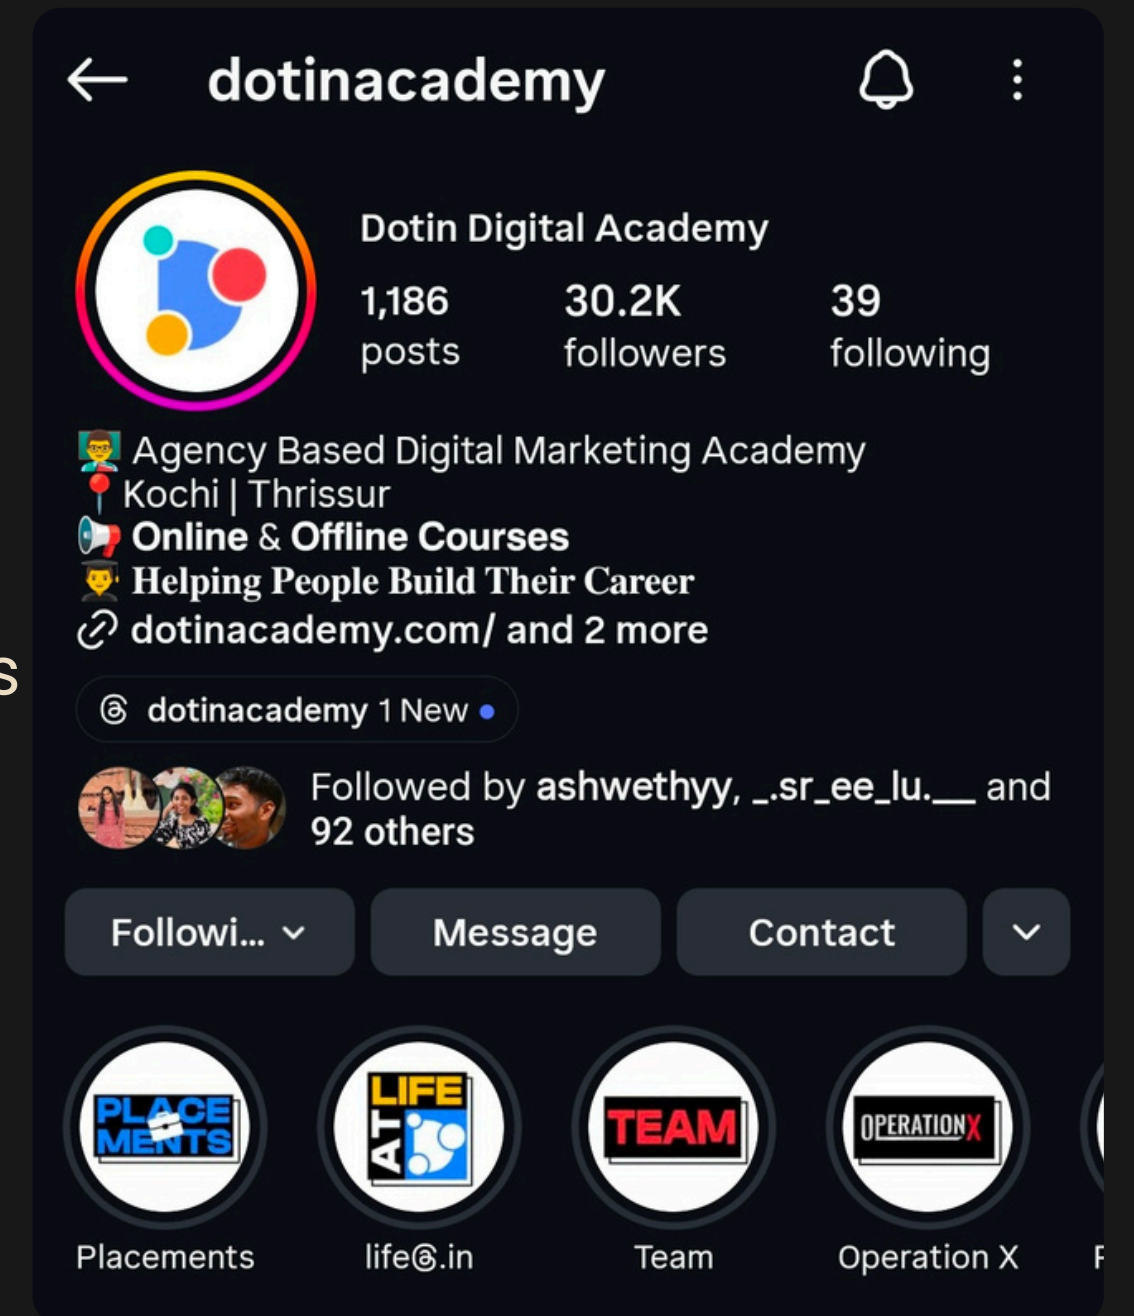 dotinacademy
Dotin Digital Academy
1,186 posts
30.2K followers
39 following
Agency Based Digital Marketing Academy
Kochi | Thrissur
Online & Offline Courses
Helping People Build Their Career
dotinacademy.com/ and 2 more
s
dotinacademy 1 New
Followed by ashwethyy, _.sr_ee_lu.__ and
92 others
Followi...
Message
Contact
PLACE
MENTS
AT LIFE
TEAM
OPERATIONX
Placements
life@.in
Team
Operation X